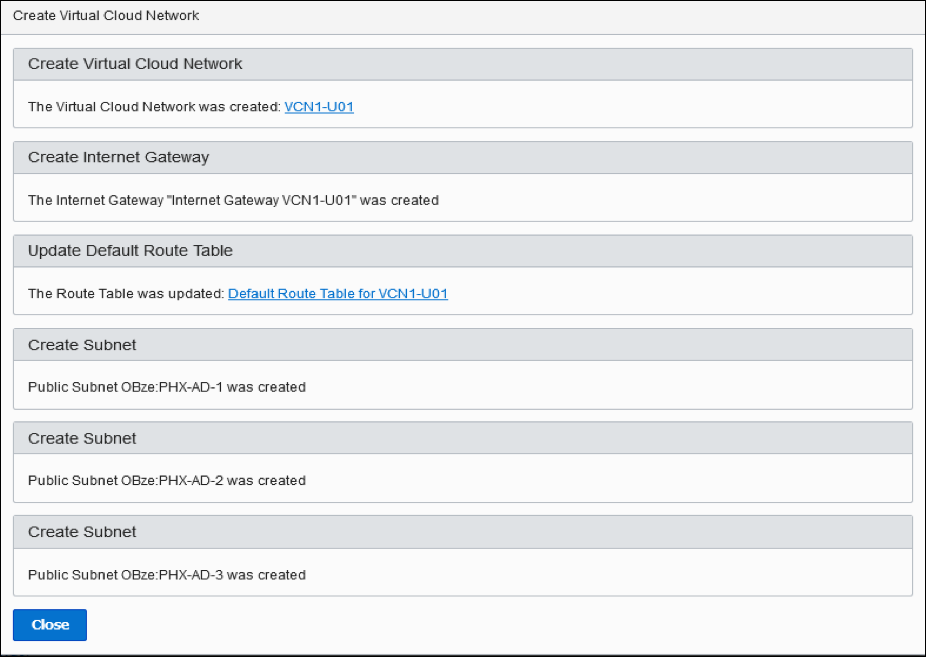 Create Virtual Cloud Network
Create Virtual Cloud Network
The Virtual Cloud Network was created: VCN1-U01
Create Internet Gateway
The Internet Gateway "Internet Gateway VCN1-U01" was created
Update Default Route Table
The Route Table was updated: Default Route Table for VCN1-U01
Create Subnet
Public Subnet OBze:PHX-AD-1 was created
Create Subnet
Public Subnet OBze:PHX-AD-2 was created
Create Subnet
Public Subnet OBze:PHX-AD-3 was created
Close